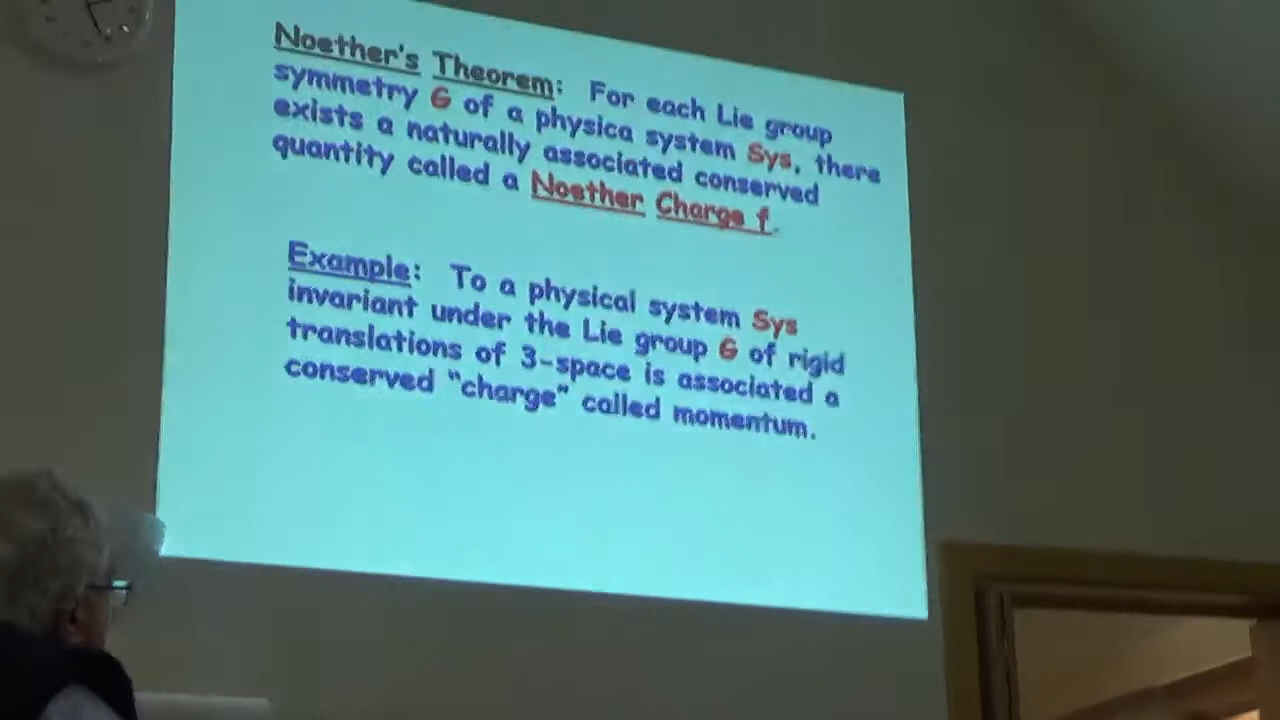 Noether's Theorem: For each Lie group
symmetry G of a physica system Sys, there
exists a naturally associated conserved
quantity called a Noether Charge f.
Example: To a physical system Sys
invariant under the Lie group G of rigid
translations of 3-space is associated a
conserved "charge" called momentum.